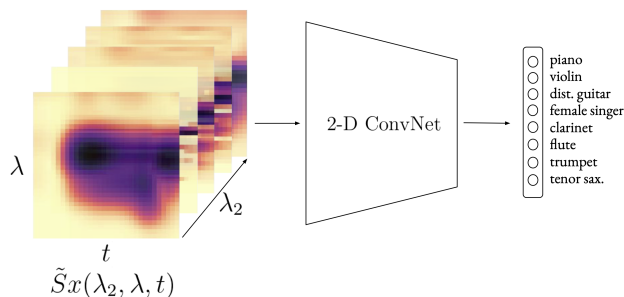 λ
t
λ₂
S̃x(λ₂, λ, t)
2-D ConvNet
piano
violin
dist. guitar
female singer
clarinet
flute
trumpet
tenor sax.